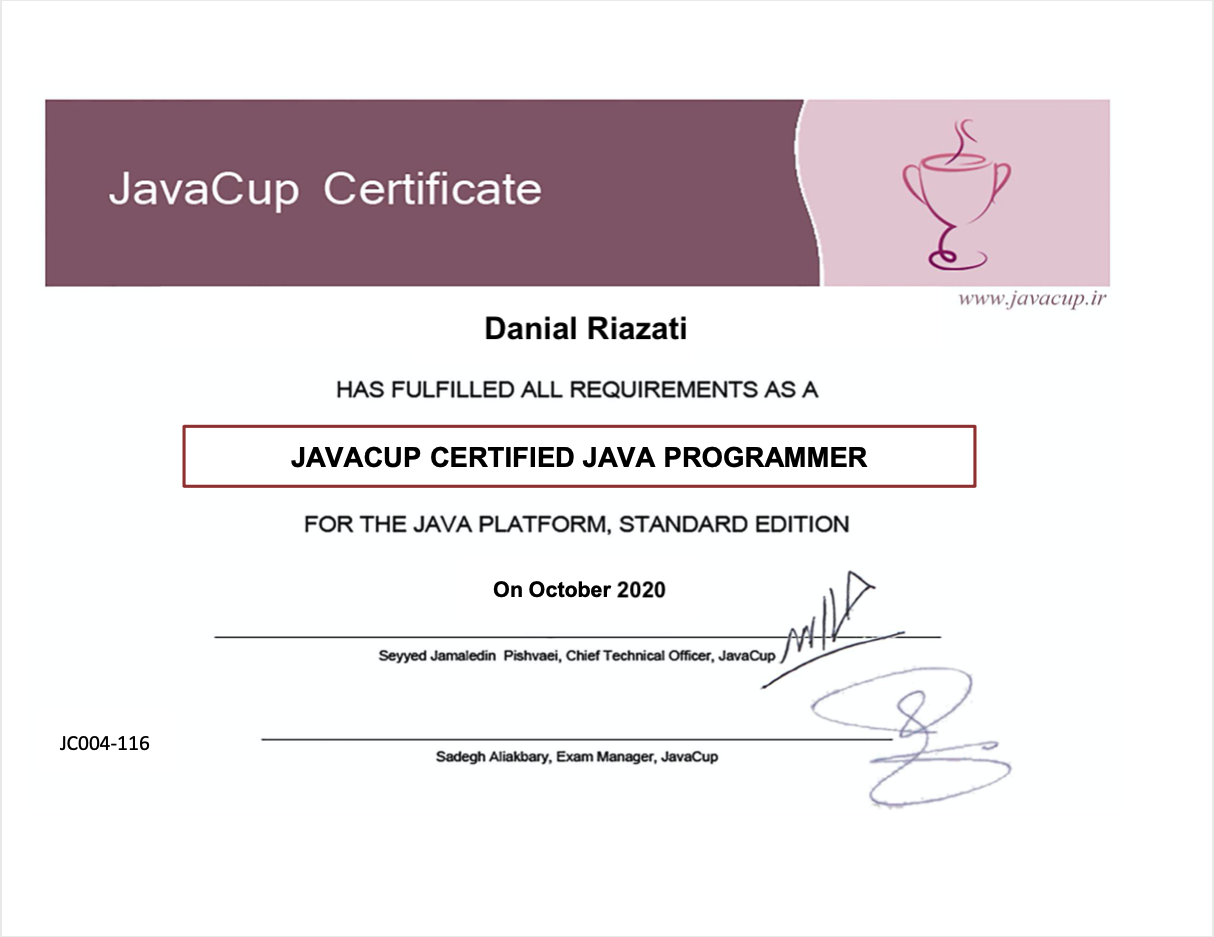 JavaCup Certificate
www.javacup.ir
Danial Riazati
HAS FULFILLED ALL REQUIREMENTS AS A
JAVACUP CERTIFIED JAVA PROGRAMMER
FOR THE JAVA PLATFORM, STANDARD EDITION
On October 2020
Seyyed Jamaledin Pishvaei, Chief Technical Officer, JavaCup
JC004-116
Sadegh Aliakbary, Exam Manager, JavaCup